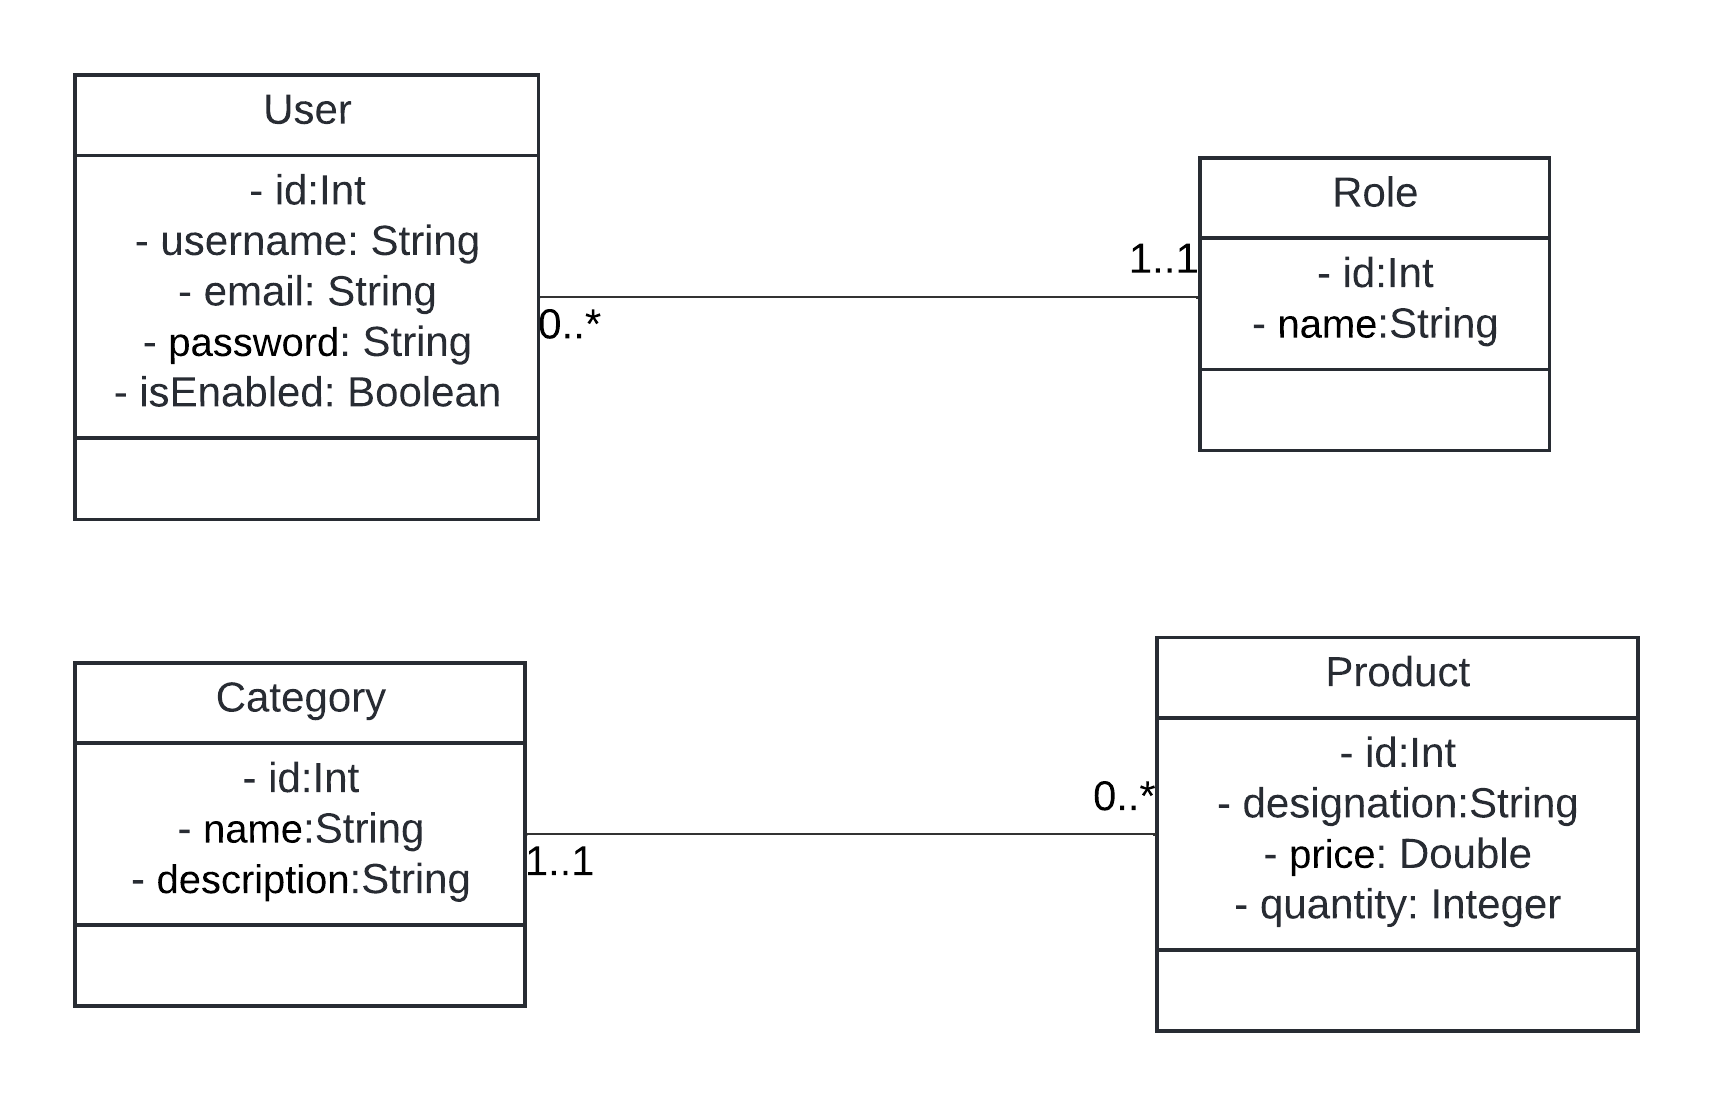 User
- id:Int
- username: String
- email: String
- password: String
- isEnabled: Boolean
0..*
1..1
Role
- id:Int
- name:String
Category
- id:Int
- name:String
- description:String
1..1
0..*
Product
- id:Int
- designation:String
- price: Double
- quantity: Integer